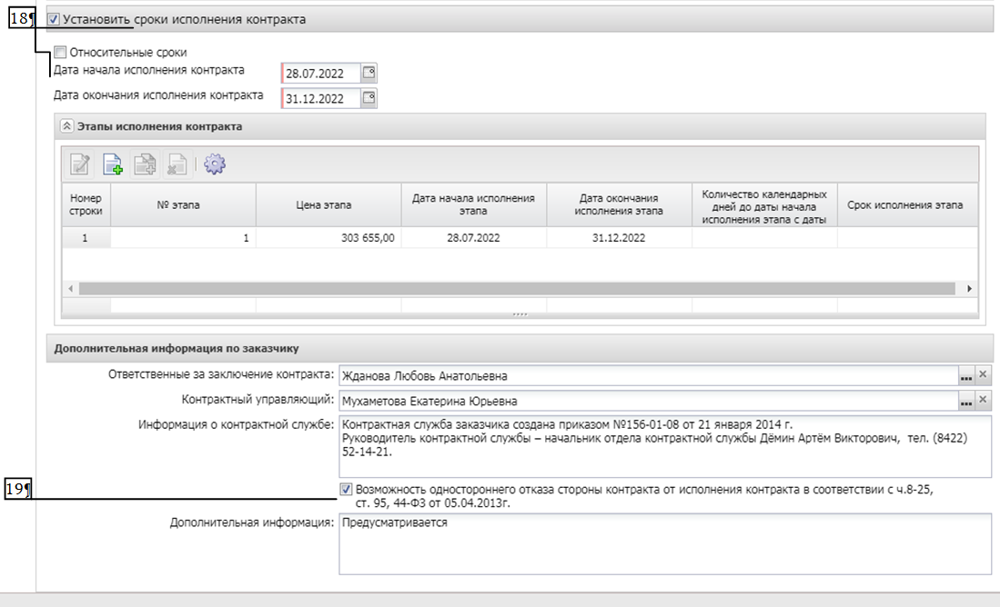 18¶
Установить сроки исполнения контракта
Относительные сроки
Дата начала исполнения контракта 28.07.2022
Дата окончания исполнения контракта 31.12.2022
Этапы исполнения контракта
Номер строки № этапа Цена этапа Дата начала исполнения этапа Дата окончания исполнения этапа Количество календарных дней до даты начала исполнения этапа с даты Срок исполнения этапа
1 1 303 655,00 28.07.2022 31.12.2022
Дополнительная информация по заказчику
Ответственные за заключение контракта: Жданова Любовь Анатольевна
Контрактный управляющий: Мухаметова Екатерина Юрьевна
Информация о контрактной службе: Контрактная служба заказчика создана приказом №156-01-08 от 21 января 2014 г.
Руководитель контрактной службы – начальник отдела контрактной службы Дёмин Артём Викторович, тел. (8422)
52-14-21.
19¶
Возможность одностороннего отказа стороны контракта от исполнения контракта в соответствии с ч.8-25,
ст. 95, 44-ФЗ от 05.04.2013г.
Дополнительная информация: Предусматривается